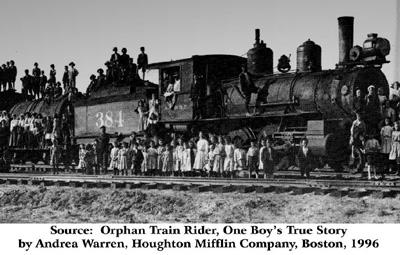 384
Source: Orphan Train Rider, One Boy's True Story
by Andrea Warren, Houghton Mifflin Company, Boston, 1996